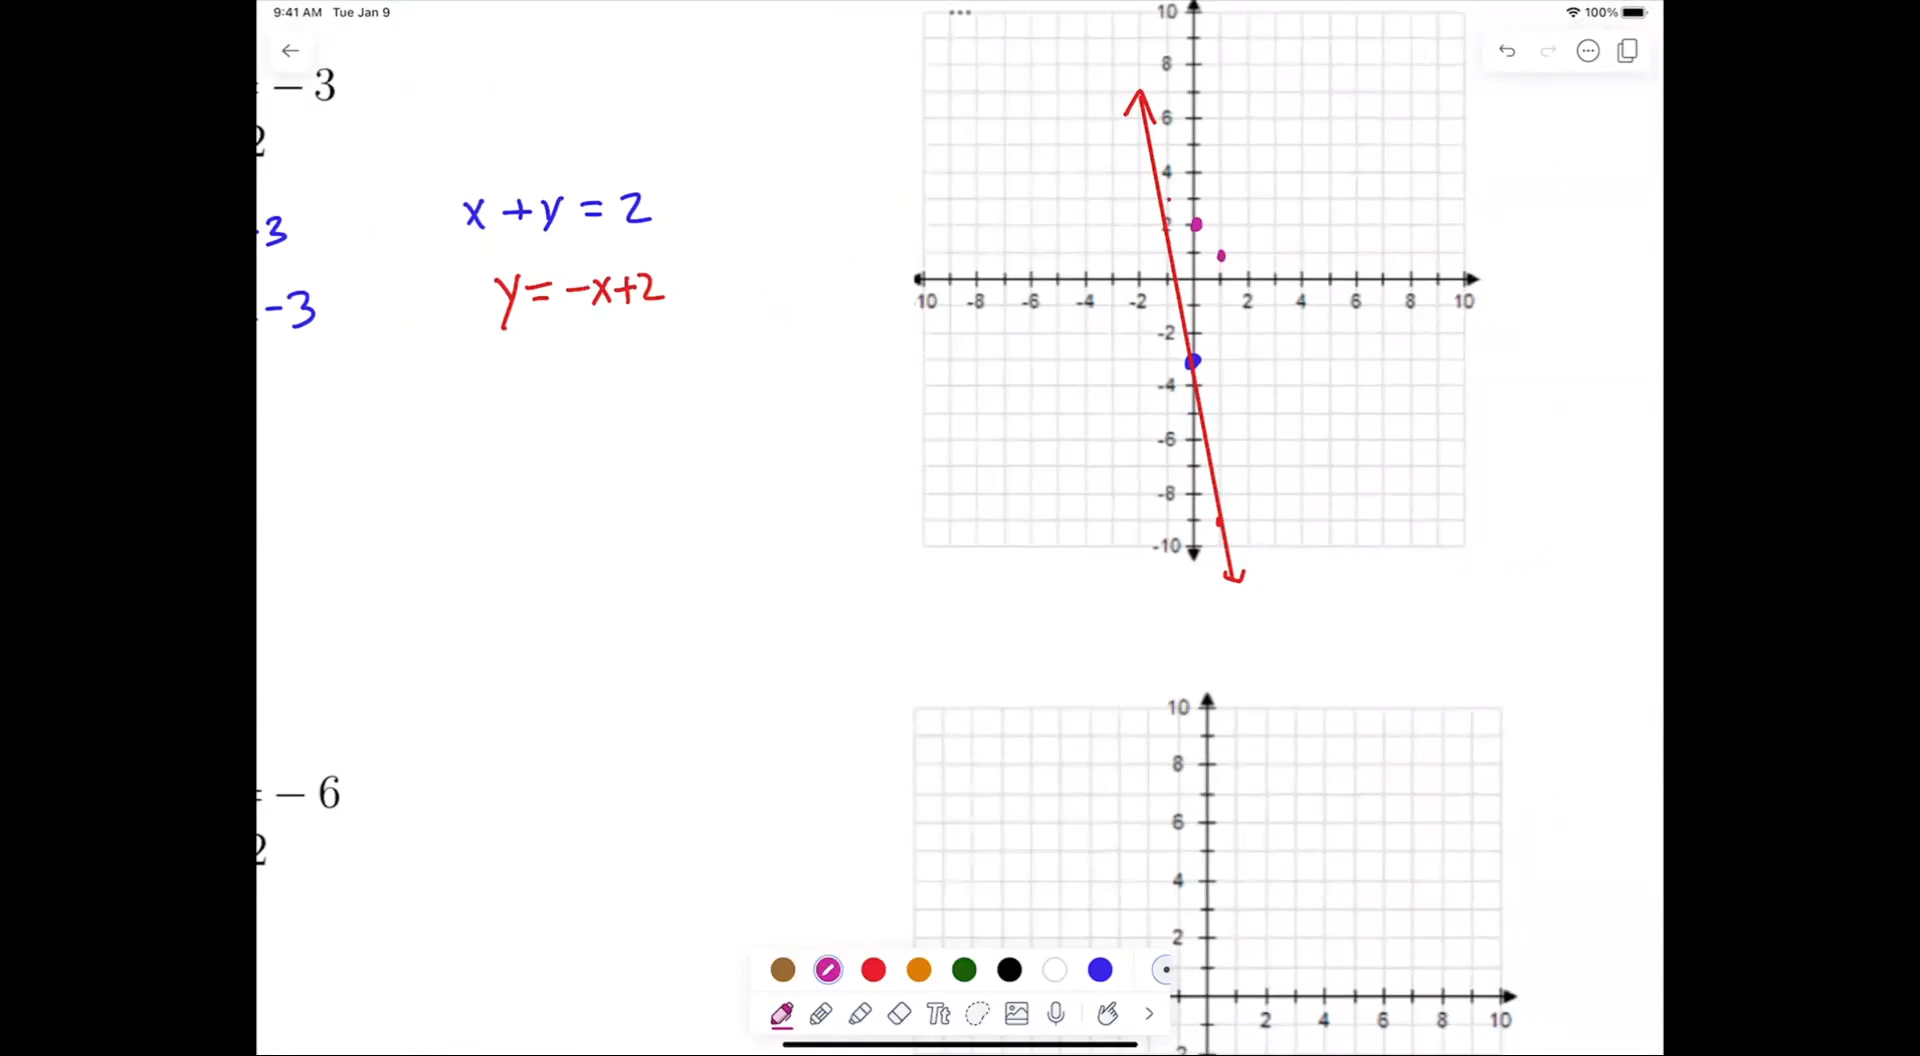 9:41 AM Tue Jan 9
100%
= - 3
2
-3
-3
x + y = 2
y = -x+2
10
8
6
4
2
-10 -8 -6 -4 -2 2 4 6 8 10
-2
-4
-6
-8
-10
= - 6
2
10
8
6
4
2
2 4 6 8 10
Tt